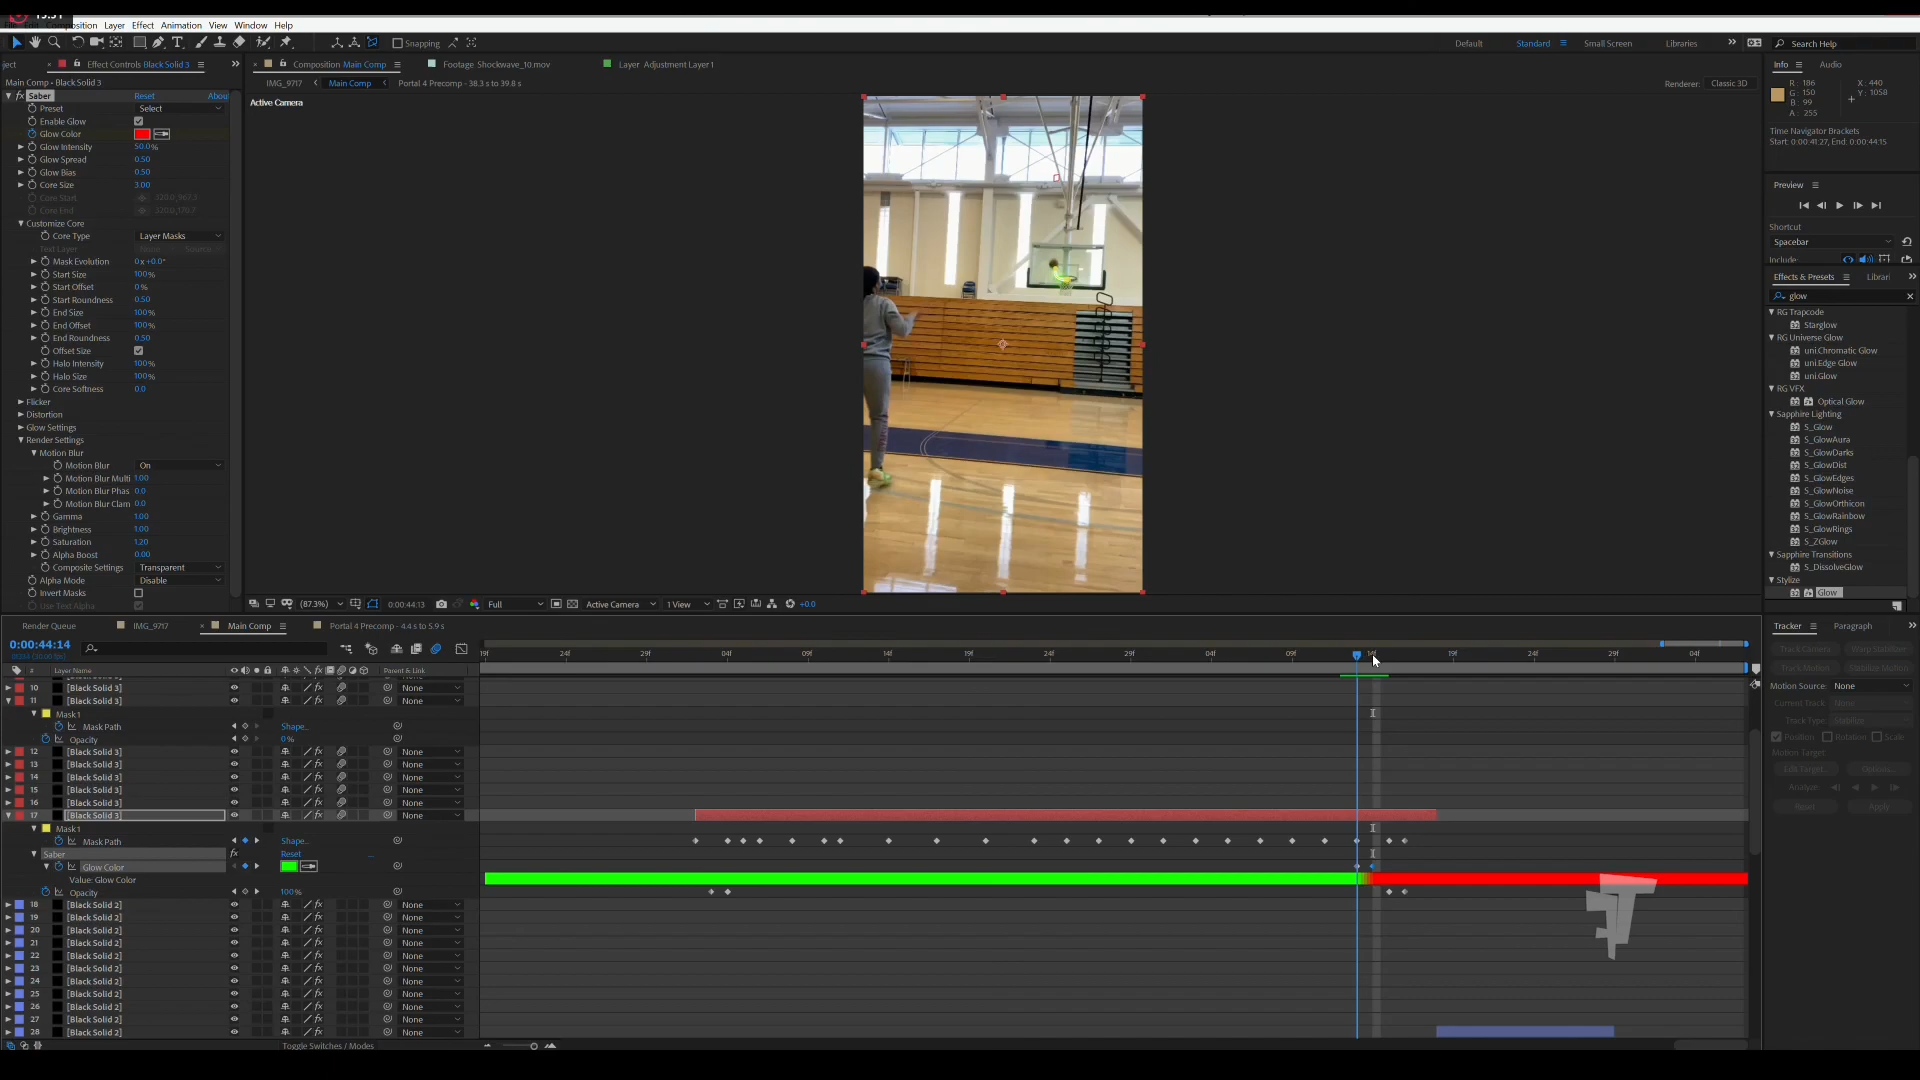 Composition Layer Effect Animation View Window Help
Snapping
Default Standard Small Screen Libraries Search Help
Effect Controls Black Solid 3
Composition Main Comp Footage Shockwave_10.mov Layer Adjustment Layer 1
Info Audio
Main Comp • Black Solid 3
IMG_9717 Main Comp Portal 4 Precomp - 38.3 s to 39.8 s
Renderer: Classic 3D
Saber Reset Abou
Active Camera
R : 186 X : 440
G : 150 Y : 1058
B : 99
A : 255
Time Navigator Brackets
Start: 0:00:41:27, End: 0:00:44:15
Preset Select
Enable Glow
Glow Color
Glow Intensity 50.0%
Glow Spread 0.50
Glow Bias 0.50
Core Size 3.00
Core Start
Core End
Customize Core
Core Type Layer Masks
Mask Evolution 0x+0.0°
Start Size 100%
Start Offset 0%
Start Roundness 0.50
End Size 100%
End Offset 100%
End Roundness 0.50
Offset Size
Halo Intensity 100%
Halo Size 100%
Core Softness 0.0
Flicker
Distortion
Glow Settings
Render Settings
Motion Blur
Motion Blur On
Motion Blur Multi 1.00
Motion Blur Phas 0.0
Motion Blur Clam 0.0
Gamma 1.00
Brightness 1.00
Saturation 1.20
Alpha Boost 0.00
Composite Settings Transparent
Alpha Mode Disable
Invert Masks
Use Text Alpha
Preview
Shortcut
Spacebar
Include:
Effects & Presets Librari
glow
RG Trapcode
Starglow
RG Universe Glow
uni.Chromatic Glow
uni.Edge Glow
uni.Glow
RG VFX
Optical Glow
Sapphire Lighting
S_Glow
S_GlowAura
S_GlowDarks
S_GlowDist
S_GlowEdges
S_GlowNoise
S_GlowOrthicon
S_GlowRainbow
S_GlowRings
S_ZGlow
Sapphire Transitions
S_DissolveGlow
Stylize
Glow
(87.3%) 0:00:44:13 Full Active Camera 1 View +0.0
Render Queue IMG_9717 Main Comp Portal 4 Precomp - 4.4 s to 5.9 s
0:00:44:14
# Layer Name Parent & Link
19f 24f 29f 04f 09f 14f 19f 24f 29f 04f 09f 14f 19f 24f 29f 04f
10 [Black Solid 3] None
11 [Black Solid 3] None
Mask 1
Mask Path Shape...
Opacity 0%
12 [Black Solid 3] None
13 [Black Solid 3] None
14 [Black Solid 3] None
15 [Black Solid 3] None
16 [Black Solid 3] None
17 [Black Solid 3] None
Mask 1
Mask Path Shape...
Saber Reset
Glow Color
Value: Glow Color
Opacity 100%
18 [Black Solid 2] None
19 [Black Solid 2] None
20 [Black Solid 2] None
21 [Black Solid 2] None
22 [Black Solid 2] None
23 [Black Solid 2] None
24 [Black Solid 2] None
25 [Black Solid 2] None
26 [Black Solid 2] None
27 [Black Solid 2] None
28 [Black Solid 2] None
Toggle Switches / Modes
Tracker Paragraph
Track Camera Warp Stabilizer
Track Motion Stabilize Motion
Motion Source: None
Current Track: None
Track Type: Stabilize
Position Rotation Scale
Motion Target:
Edit Target... Options...
Analyze:
Reset Apply